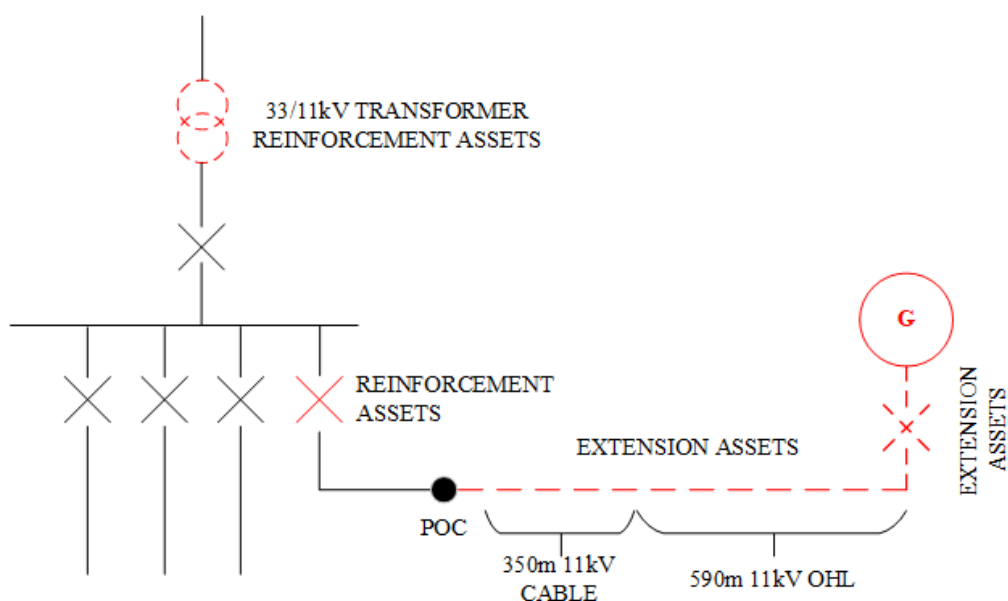 33/11kV TRANSFORMER
REINFORCEMENT ASSETS
G
REINFORCEMENT
ASSETS
EXTENSION ASSETS
EXTENSION
ASSETS
POC
350m 11kV
CABLE
590m 11kV OHL